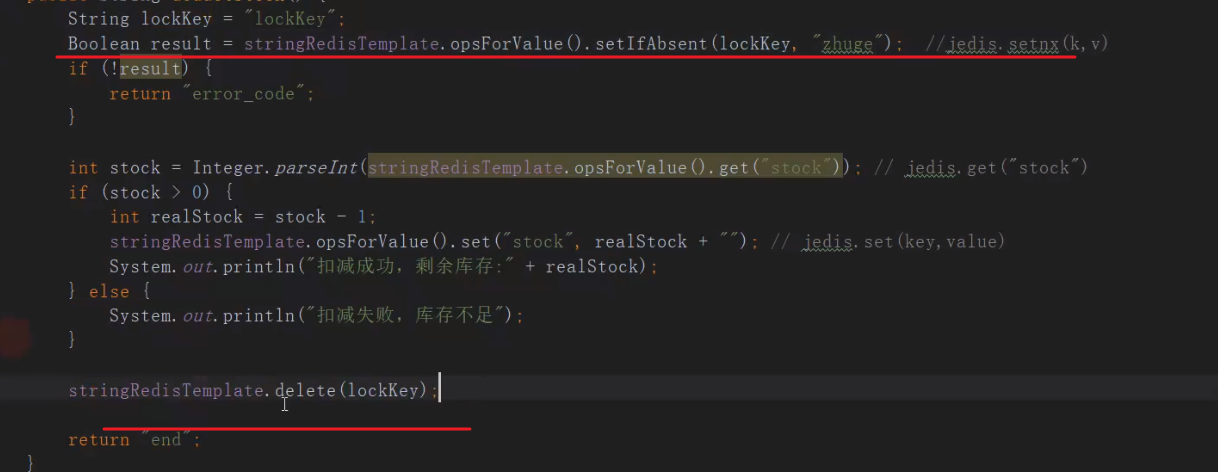 String lockKey = "lockKey";
Boolean result = stringRedisTemplate.opsForValue().setIfAbsent(lockKey, "zhuge"); //jedis.setnx(k,v)
if (!result) {
return "error_code";
}
int stock = Integer.parseInt(stringRedisTemplate.opsForValue().get("stock")); // jedis.get("stock")
if (stock > 0) {
int realStock = stock - 1;
stringRedisTemplate.opsForValue().set("stock", realStock + ""); // jedis.set(key,value)
System.out.println("扣减成功，剩余库存:" + realStock);
} else {
System.out.println("扣减失败，库存不足");
}
stringRedisTemplate.delete(lockKey);
return "end";
}